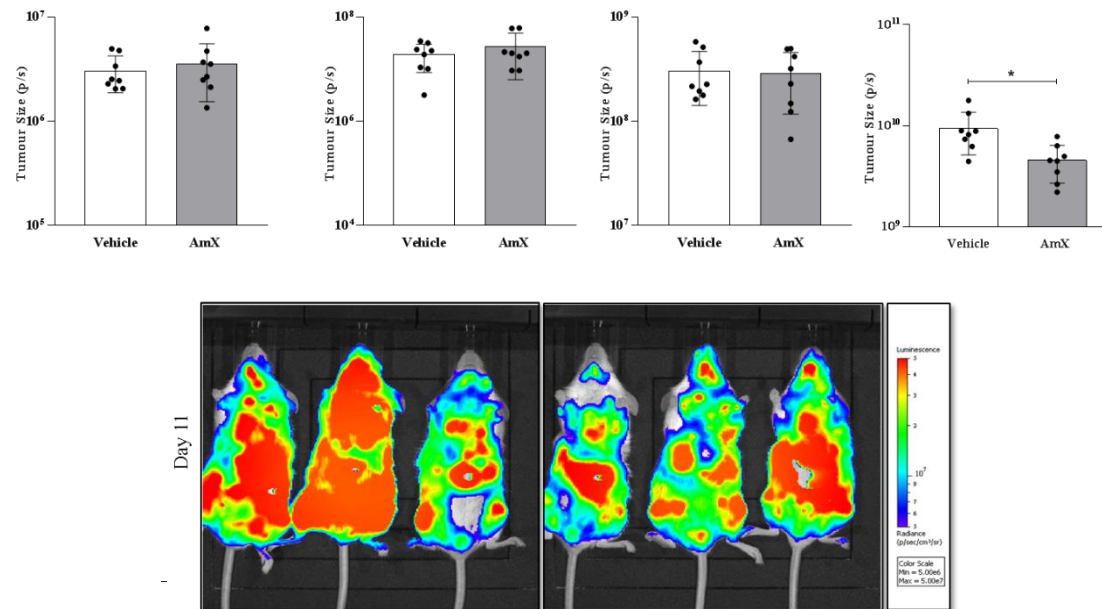 10⁷
10⁶
10⁵
Tumour Size (p/s)
Vehicle AmX
10⁸
10⁶
10⁴
Tumour Size (p/s)
Vehicle AmX
10⁹
10⁸
10⁷
Tumour Size (p/s)
Vehicle AmX
10¹¹
10¹⁰
10⁹
Tumour Size (p/s)
*
Vehicle AmX
Day 11
Luminescence
5
4
3
2
10⁷
9
8
7
6
5
Radiance
(p/sec/cm²/sr)
Color Scale
Min = 5.00e6
Max = 5.00e7